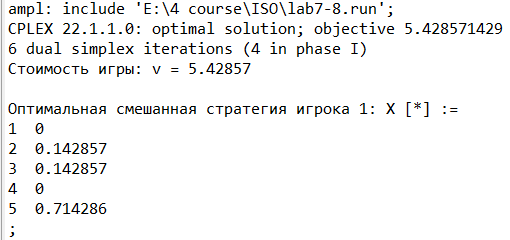 ampl: include 'E:\4 course\ISO\lab7-8.run';
CPLEX 22.1.1.0: optimal solution; objective 5.428571429
6 dual simplex iterations (4 in phase I)
Стоимость игры: v = 5.42857
Оптимальная смешанная стратегия игрока 1: X [*] :=
1  0
2  0.142857
3  0.142857
4  0
5  0.714286
;